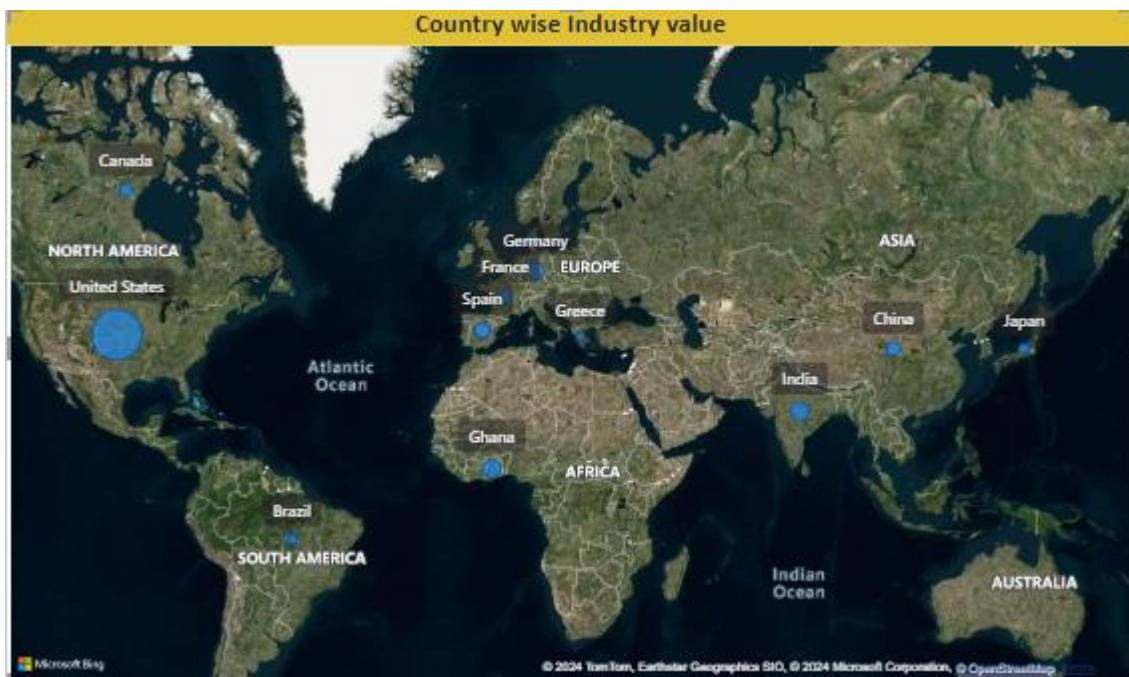 Country wise Industry value
Canada
NORTH AMERICA
United States
Germany
France
EUROPE
Spain
Greece
ASIA
China
Japan
India
Atlantic
Ocean
Ghana
AFRICA
Brazil
SOUTH AMERICA
Indian
Ocean
AUSTRALIA
Microsoft Bing
© 2024 TomTom, Earthstar Geographics SIO, © 2024 Microsoft Corporation, © OpenStreetMap Terms